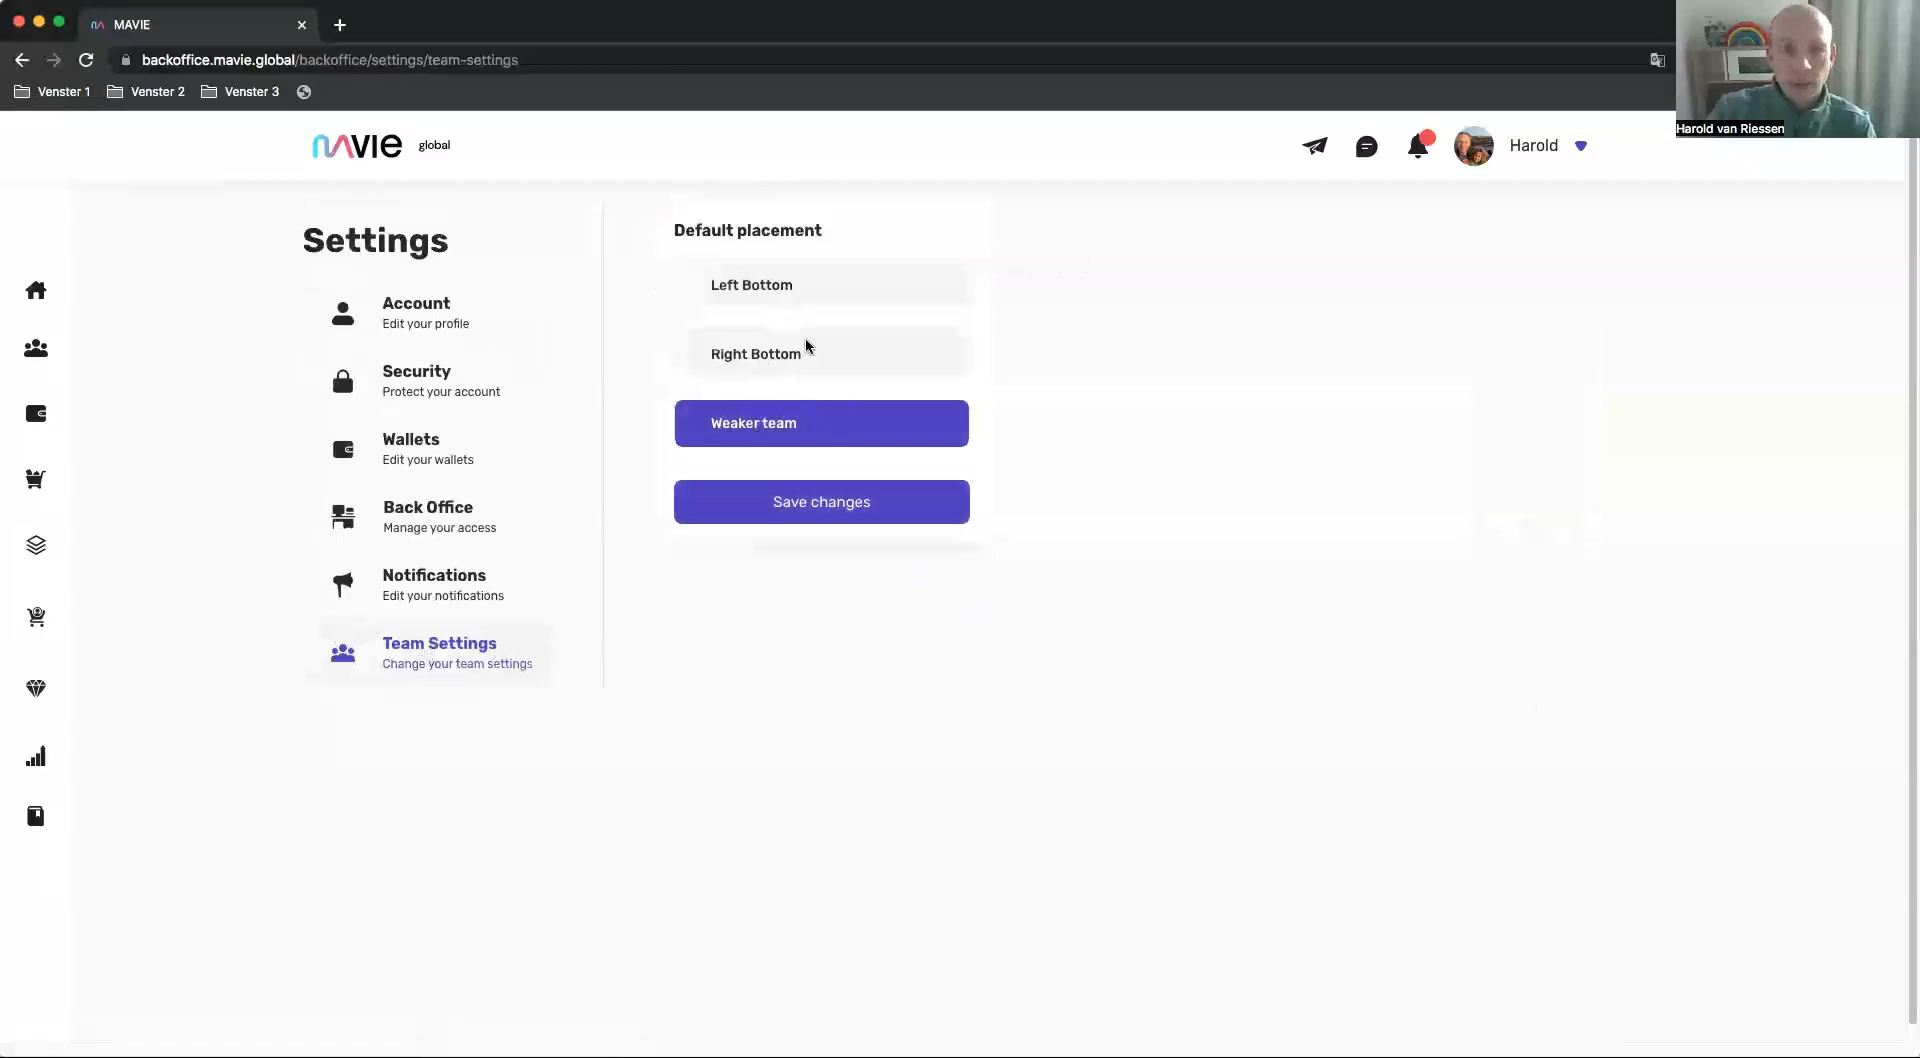 MAVIE
backoffice.mavie.global/backoffice/settings/team-settings
Venster 1
Venster 2
Venster 3
Harold van Riessen
mavie global
Harold
Settings
Account
Edit your profile
Security
Protect your account
Wallets
Edit your wallets
Back Office
Manage your access
Notifications
Edit your notifications
Team Settings
Change your team settings
Default placement
Left Bottom
Right Bottom
Weaker team
Save changes